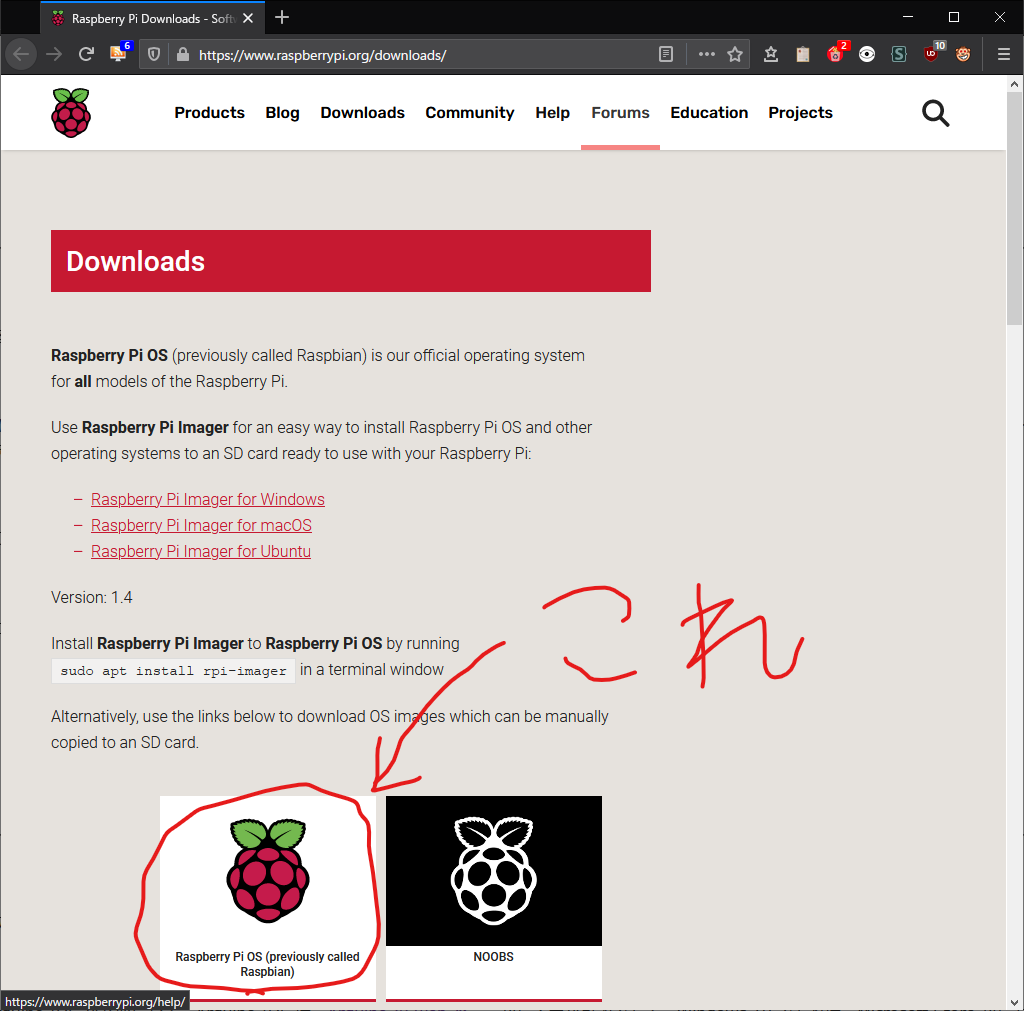 Raspberry Pi Downloads - Soft
6
https://www.raspberrypi.org/downloads/
2
10
Products Blog Downloads Community Help Forums Education Projects
Downloads
Raspberry Pi OS (previously called Raspbian) is our official operating system
for all models of the Raspberry Pi.
Use Raspberry Pi Imager for an easy way to install Raspberry Pi OS and other
operating systems to an SD card ready to use with your Raspberry Pi:
– Raspberry Pi Imager for Windows
– Raspberry Pi Imager for macOS
– Raspberry Pi Imager for Ubuntu
Version: 1.4
これ
Install Raspberry Pi Imager to Raspberry Pi OS by running
sudo apt install rpi-imager in a terminal window
Alternatively, use the links below to download OS images which can be manually
copied to an SD card.
Raspberry Pi OS (previously called
Raspbian)
NOOBS
https://www.raspberrypi.org/help/